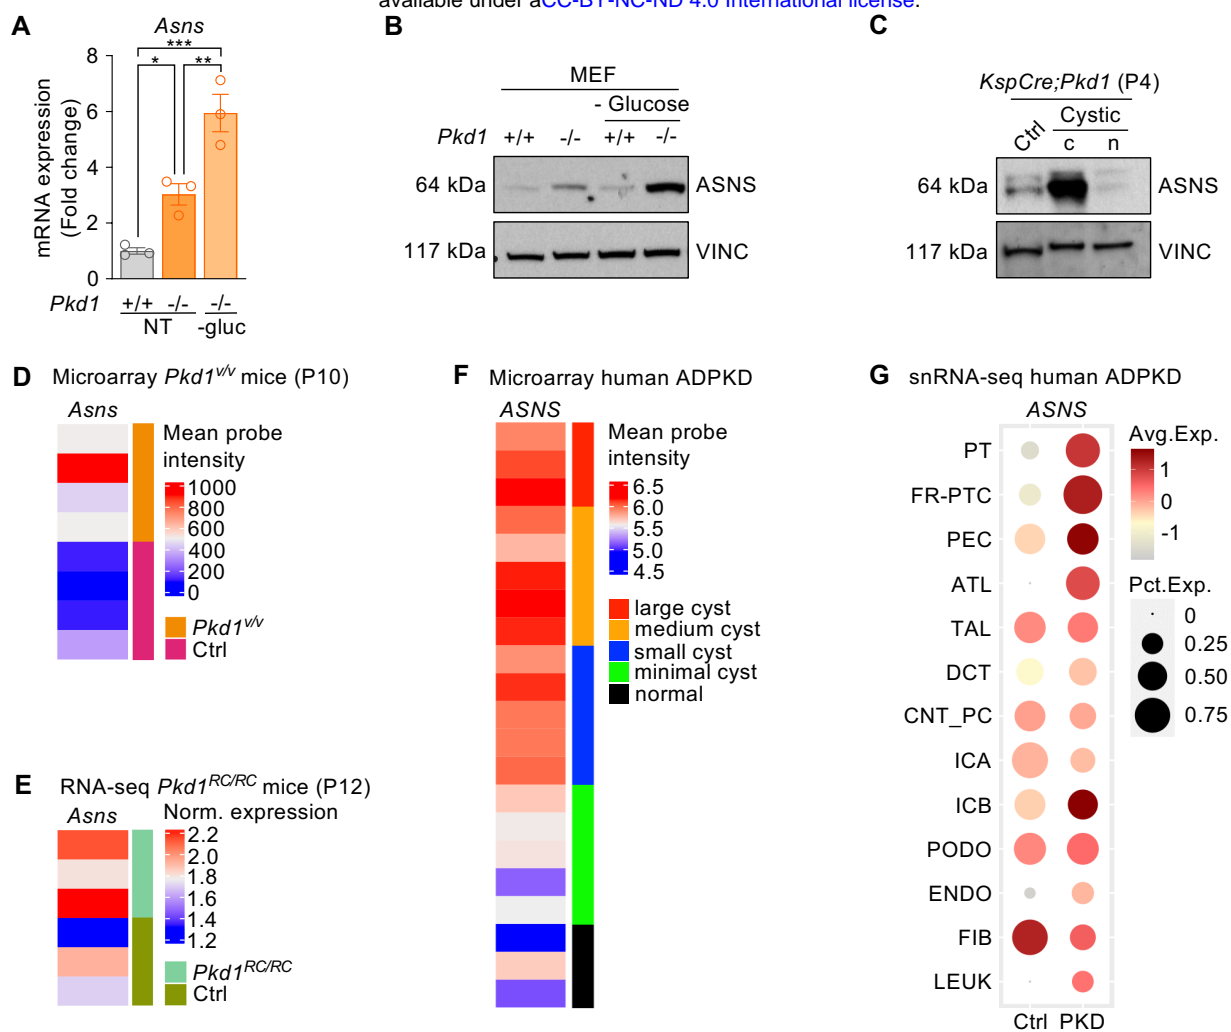 available under aCC-BY-NC-ND 4.0 International license.
A
Asns
***
*
**
mRNA expression
(Fold change)
8
6
4
2
0
Pkd1 +/+ -/- -/-
NT -gluc
B
MEF
- Glucose
Pkd1 +/+ -/- +/+ -/-
64 kDa ASNS
117 kDa VINC
C
KspCre;Pkd1 (P4)
Ctrl Cystic
c n
64 kDa ASNS
117 kDa VINC
D Microarray Pkd1v/v mice (P10)
Asns
Mean probe
intensity
1000
800
600
400
200
0
Pkd1v/v
Ctrl
E RNA-seq Pkd1RC/RC mice (P12)
Asns
Norm. expression
2.2
2.0
1.8
1.6
1.4
1.2
Pkd1RC/RC
Ctrl
F Microarray human ADPKD
ASNS
Mean probe
intensity
6.5
6.0
5.5
5.0
4.5
large cyst
medium cyst
small cyst
minimal cyst
normal
G snRNA-seq human ADPKD
ASNS
PT
FR-PTC
PEC
ATL
TAL
DCT
CNT_PC
ICA
ICB
PODO
ENDO
FIB
LEUK
Ctrl PKD
Avg.Exp.
1
0
-1
Pct.Exp.
0
0.25
0.50
0.75